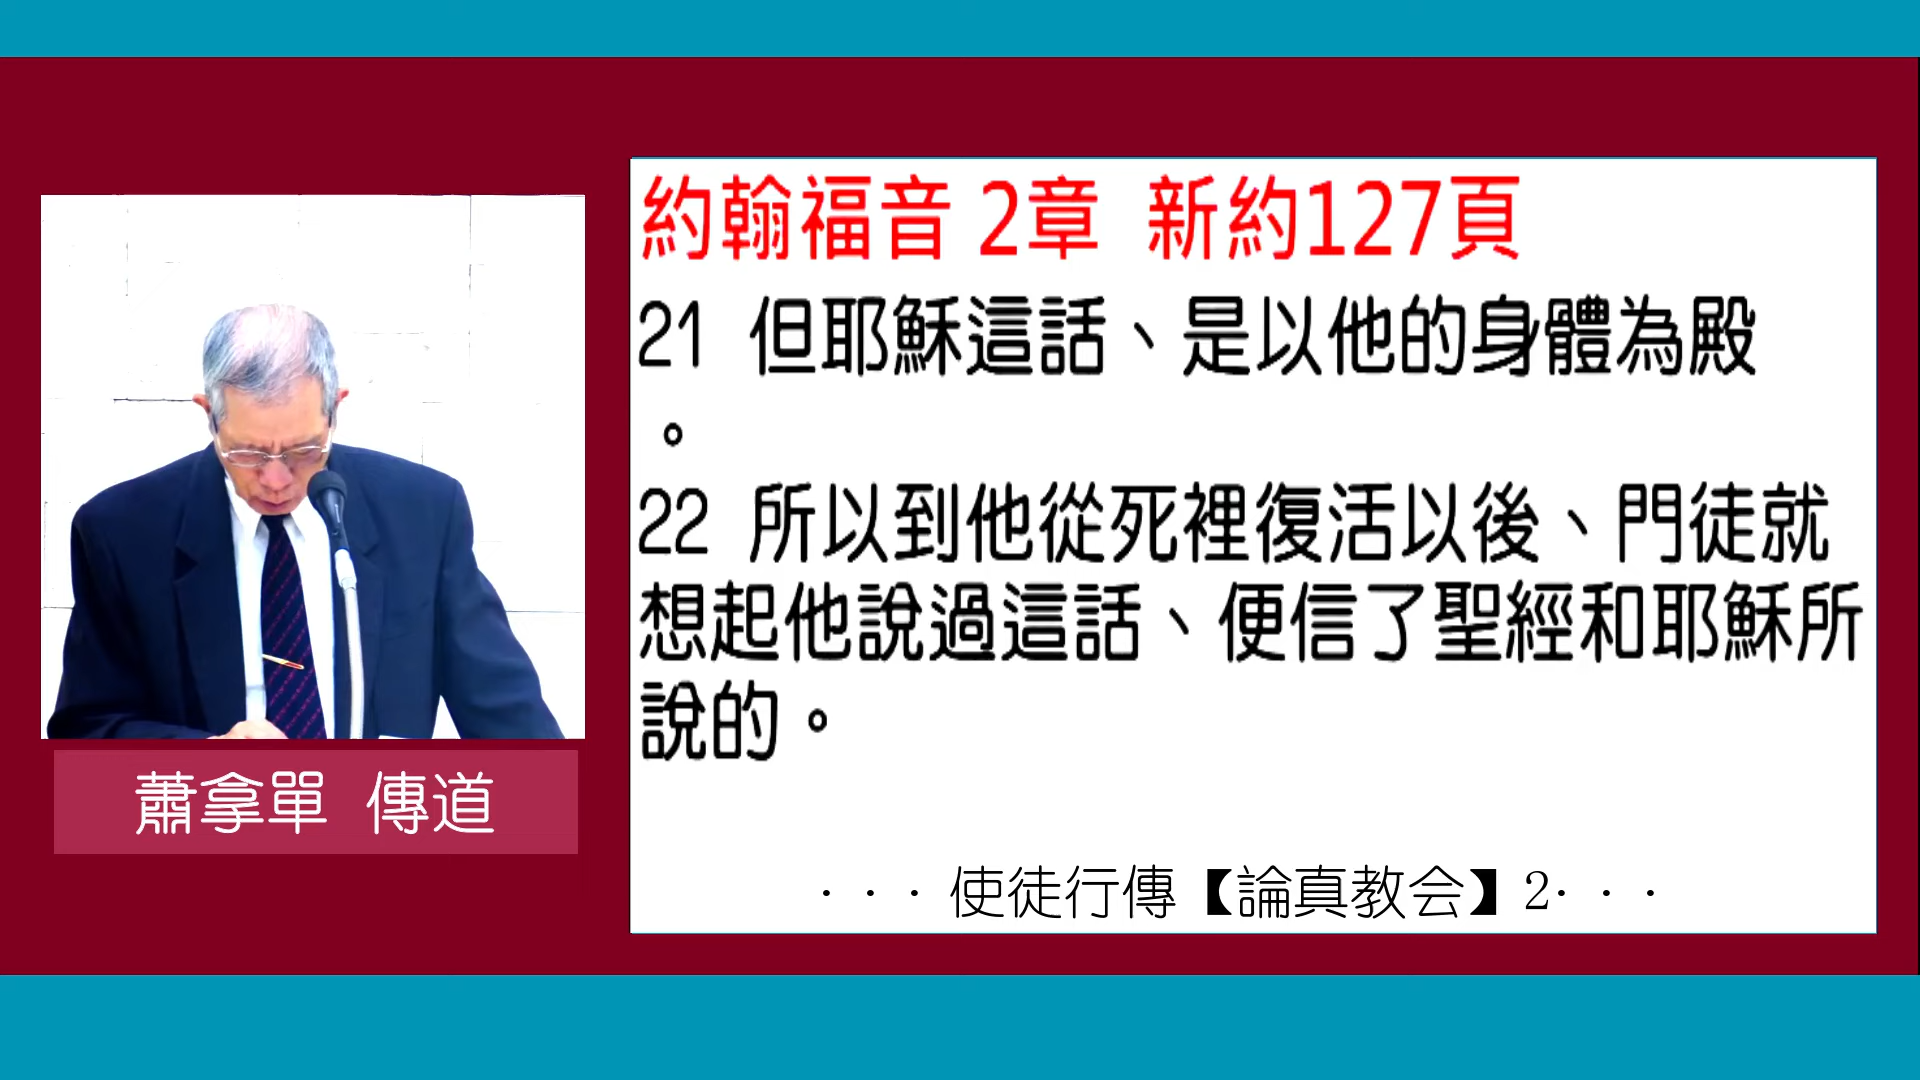 約翰福音 2章 新約127頁
21 但耶穌這話、是以他的身體為殿
。
22 所以到他從死裡復活以後、門徒就
想起他說過這話、便信了聖經和耶穌所
說的。
蕭拿單 傳道
···使徒行傳【論真教会】2···